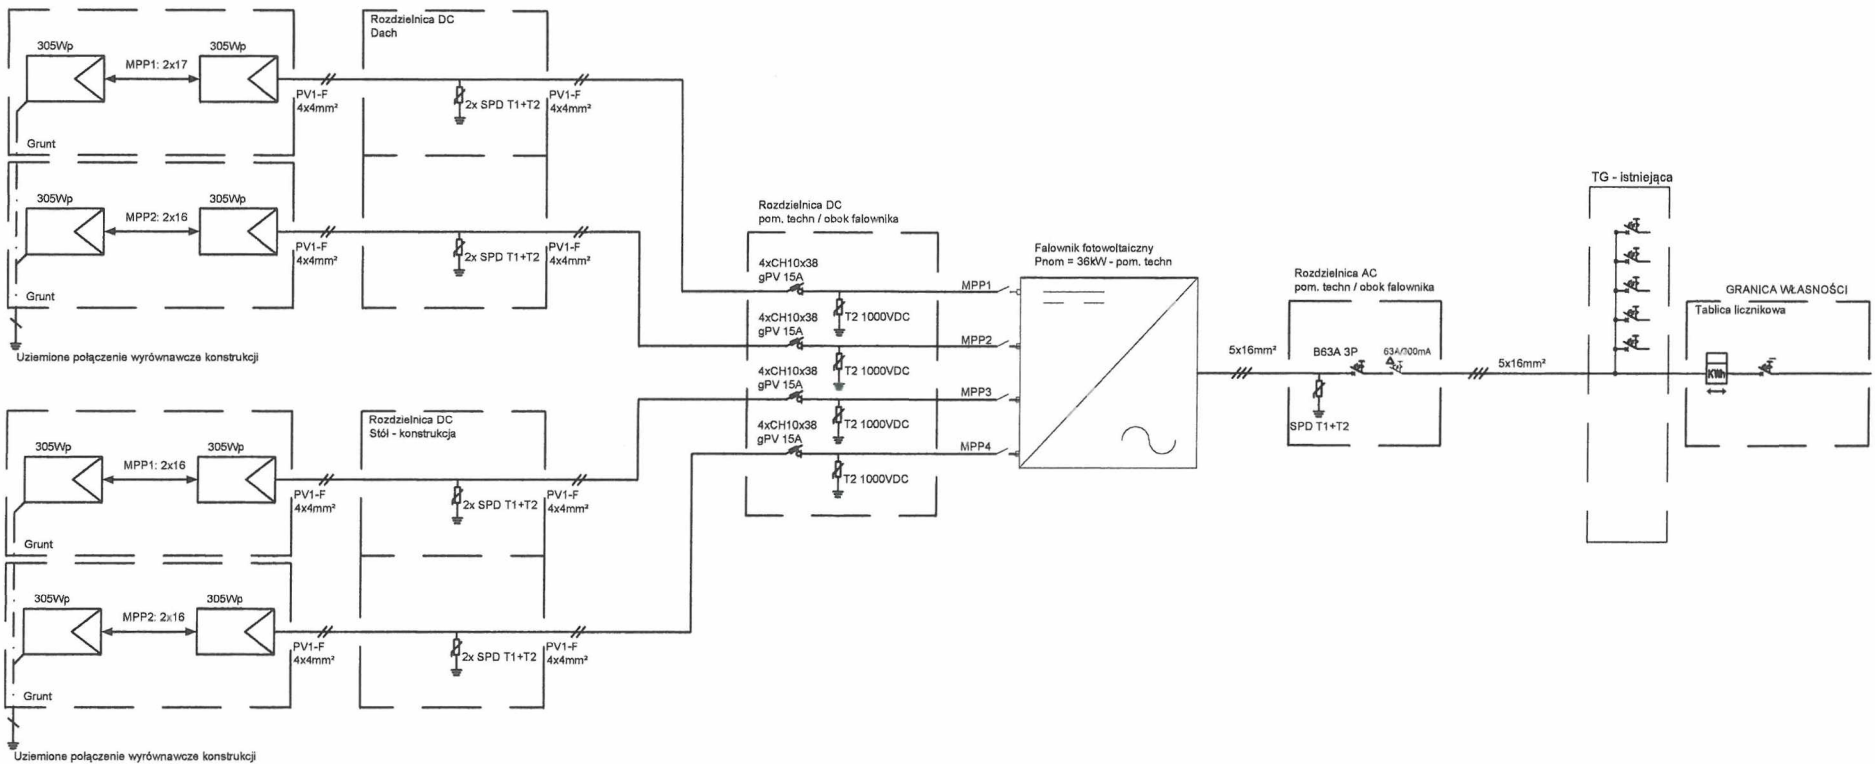 Rozdzielnica DC
Dach
305Wp
305Wp
MPP1: 2x17
PV1-F
4x4mm²
2x SPD T1+T2
PV1-F
4x4mm²
Grunt
305Wp
305Wp
MPP2: 2x16
PV1-F
4x4mm²
2x SPD T1+T2
PV1-F
4x4mm²
Grunt
Uziemione połączenie wyrównawcze konstrukcji
Rozdzielnica DC
Stół - konstrukcja
305Wp
305Wp
MPP1: 2x16
PV1-F
4x4mm²
2x SPD T1+T2
PV1-F
4x4mm²
Grunt
305Wp
305Wp
MPP2: 2x16
PV1-F
4x4mm²
2x SPD T1+T2
PV1-F
4x4mm²
Grunt
Uziemione połączenie wyrównawcze konstrukcji
Rozdzielnica DC
pom. techn / obok falownika
4xCH10x38
gPV 15A
MPP1
T2 1000VDC
4xCH10x38
gPV 15A
MPP2
T2 1000VDC
4xCH10x38
gPV 15A
MPP3
T2 1000VDC
4xCH10x38
gPV 15A
MPP4
T2 1000VDC
Falownik fotowoltaiczny
Pnom = 36kW - pom. techn
5x16mm²
Rozdzielnica AC
pom. techn / obok falownika
B63A 3P
63A/300mA
SPD T1+T2
5x16mm²
TG - istniejąca
GRANICA WŁASNOŚCI
Tablica licznikowa
KWh